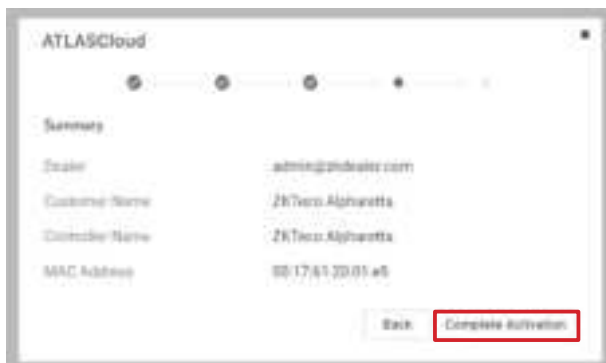 ATLASCloud
Summary
Dealer admin@zkdealer.com
Customer Name ZKTeco Alpharetta
Controller Name ZKTeco Alpharetta
MAC Address 00:17:61:20:01:e5
Back Complete Activation